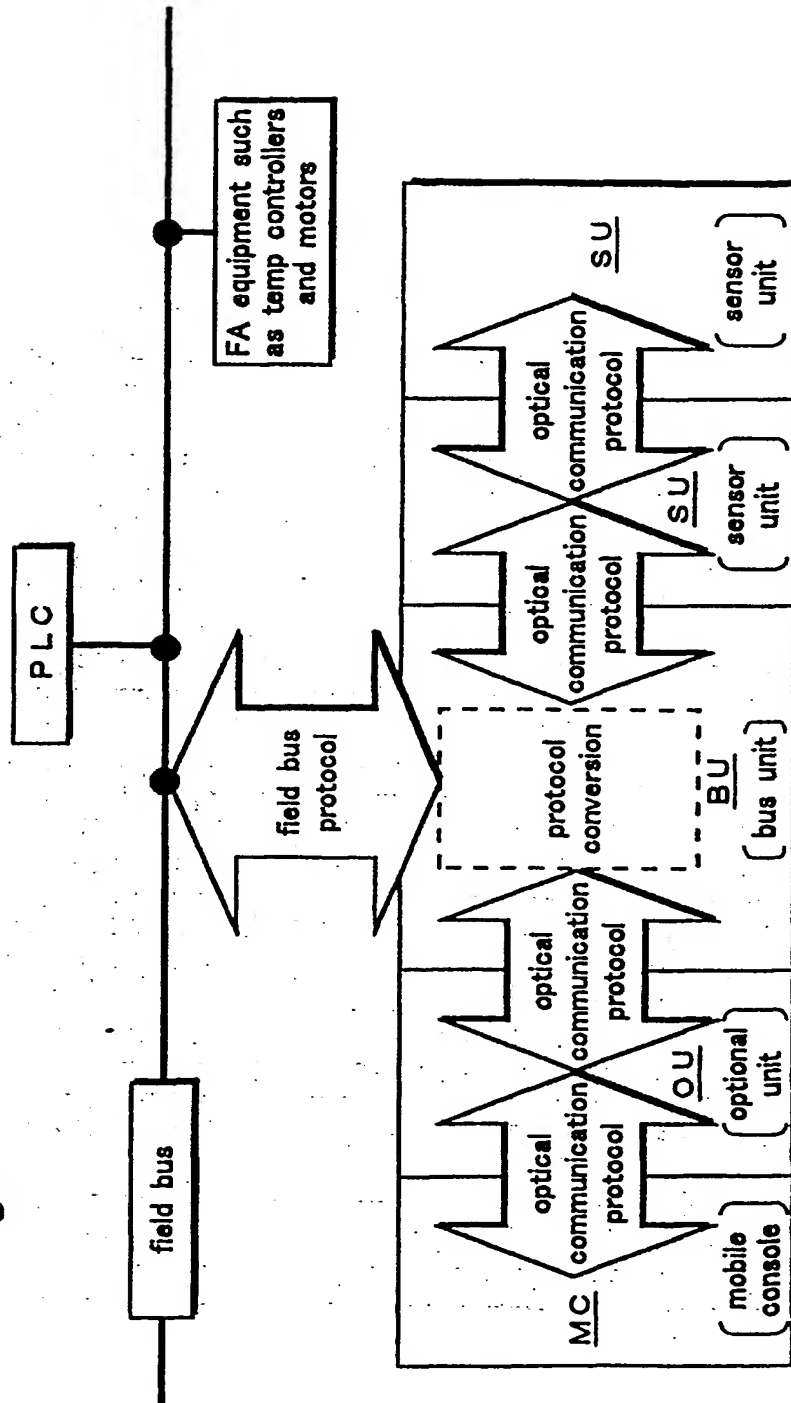 PLC
field bus
FA equipment such
as temp controllers
and motors
field bus
protocol
optical
communication
protocol
optical
communication
protocol
protocol
conversion
optical
communication
protocol
optical
communication
protocol
MC
OU
BU
SU
SU
mobile
console
optional
unit
bus unit
sensor
unit
sensor
unit